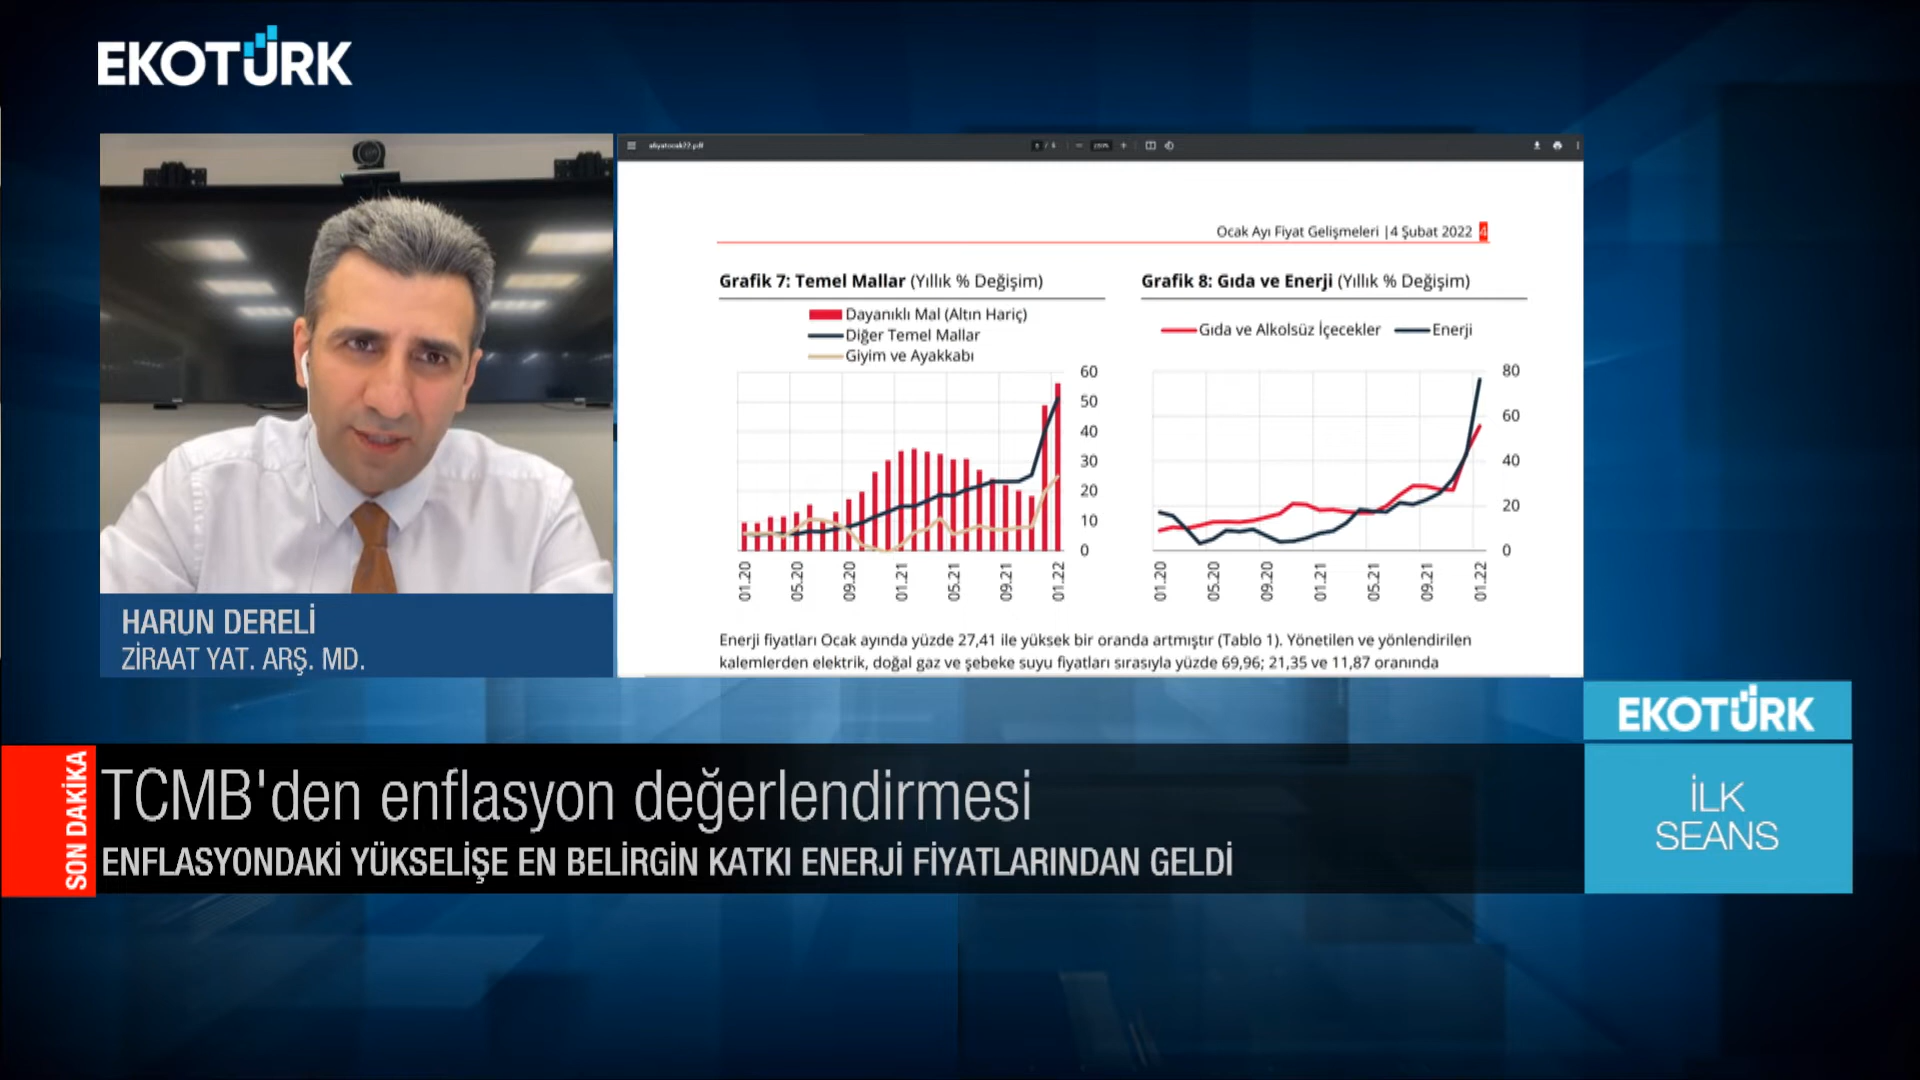 EKOTÜRK
Ocak Ayı Fiyat Gelişmeleri |4 Şubat 2022 4
Grafik 7: Temel Mallar (Yıllık % Değişim)
Dayanıklı Mal (Altın Hariç)
Diğer Temel Mallar
Giyim ve Ayakkabı
60
50
40
30
20
10
0
01.20
05.20
09.20
01.21
05.21
09.21
01.22
Grafik 8: Gıda ve Enerji (Yıllık % Değişim)
Gıda ve Alkolsüz İçecekler
Enerji
80
60
40
20
0
01.20
05.20
09.20
01.21
05.21
09.21
01.22
Enerji fiyatları Ocak ayında yüzde 27,41 ile yüksek bir oranda artmıştır (Tablo 1). Yönetilen ve yönlendirilen
kalemlerden elektrik, doğal gaz ve şebeke suyu fiyatları sırasıyla yüzde 69,96; 21,35 ve 11,87 oranında
HARUN DERELİ
ZİRAAT YAT. ARŞ. MD.
EKOTÜRK
SON DAKİKA
TCMB'den enflasyon değerlendirmesi
ENFLASYONDAKİ YÜKSELİŞE EN BELİRGİN KATKI ENERJİ FİYATLARINDAN GELDİ
İLK
SEANS